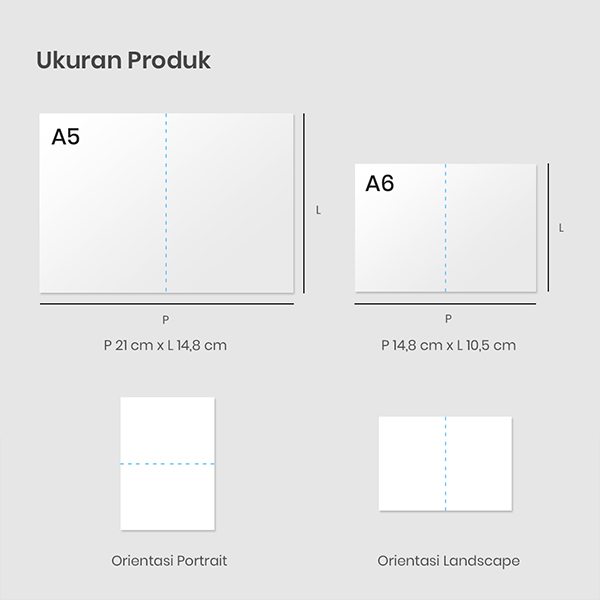 Ukuran Produk
A5
L
P
P 21 cm x L 14,8 cm
A6
L
P
P 14,8 cm x L 10,5 cm
Orientasi Portrait
Orientasi Landscape